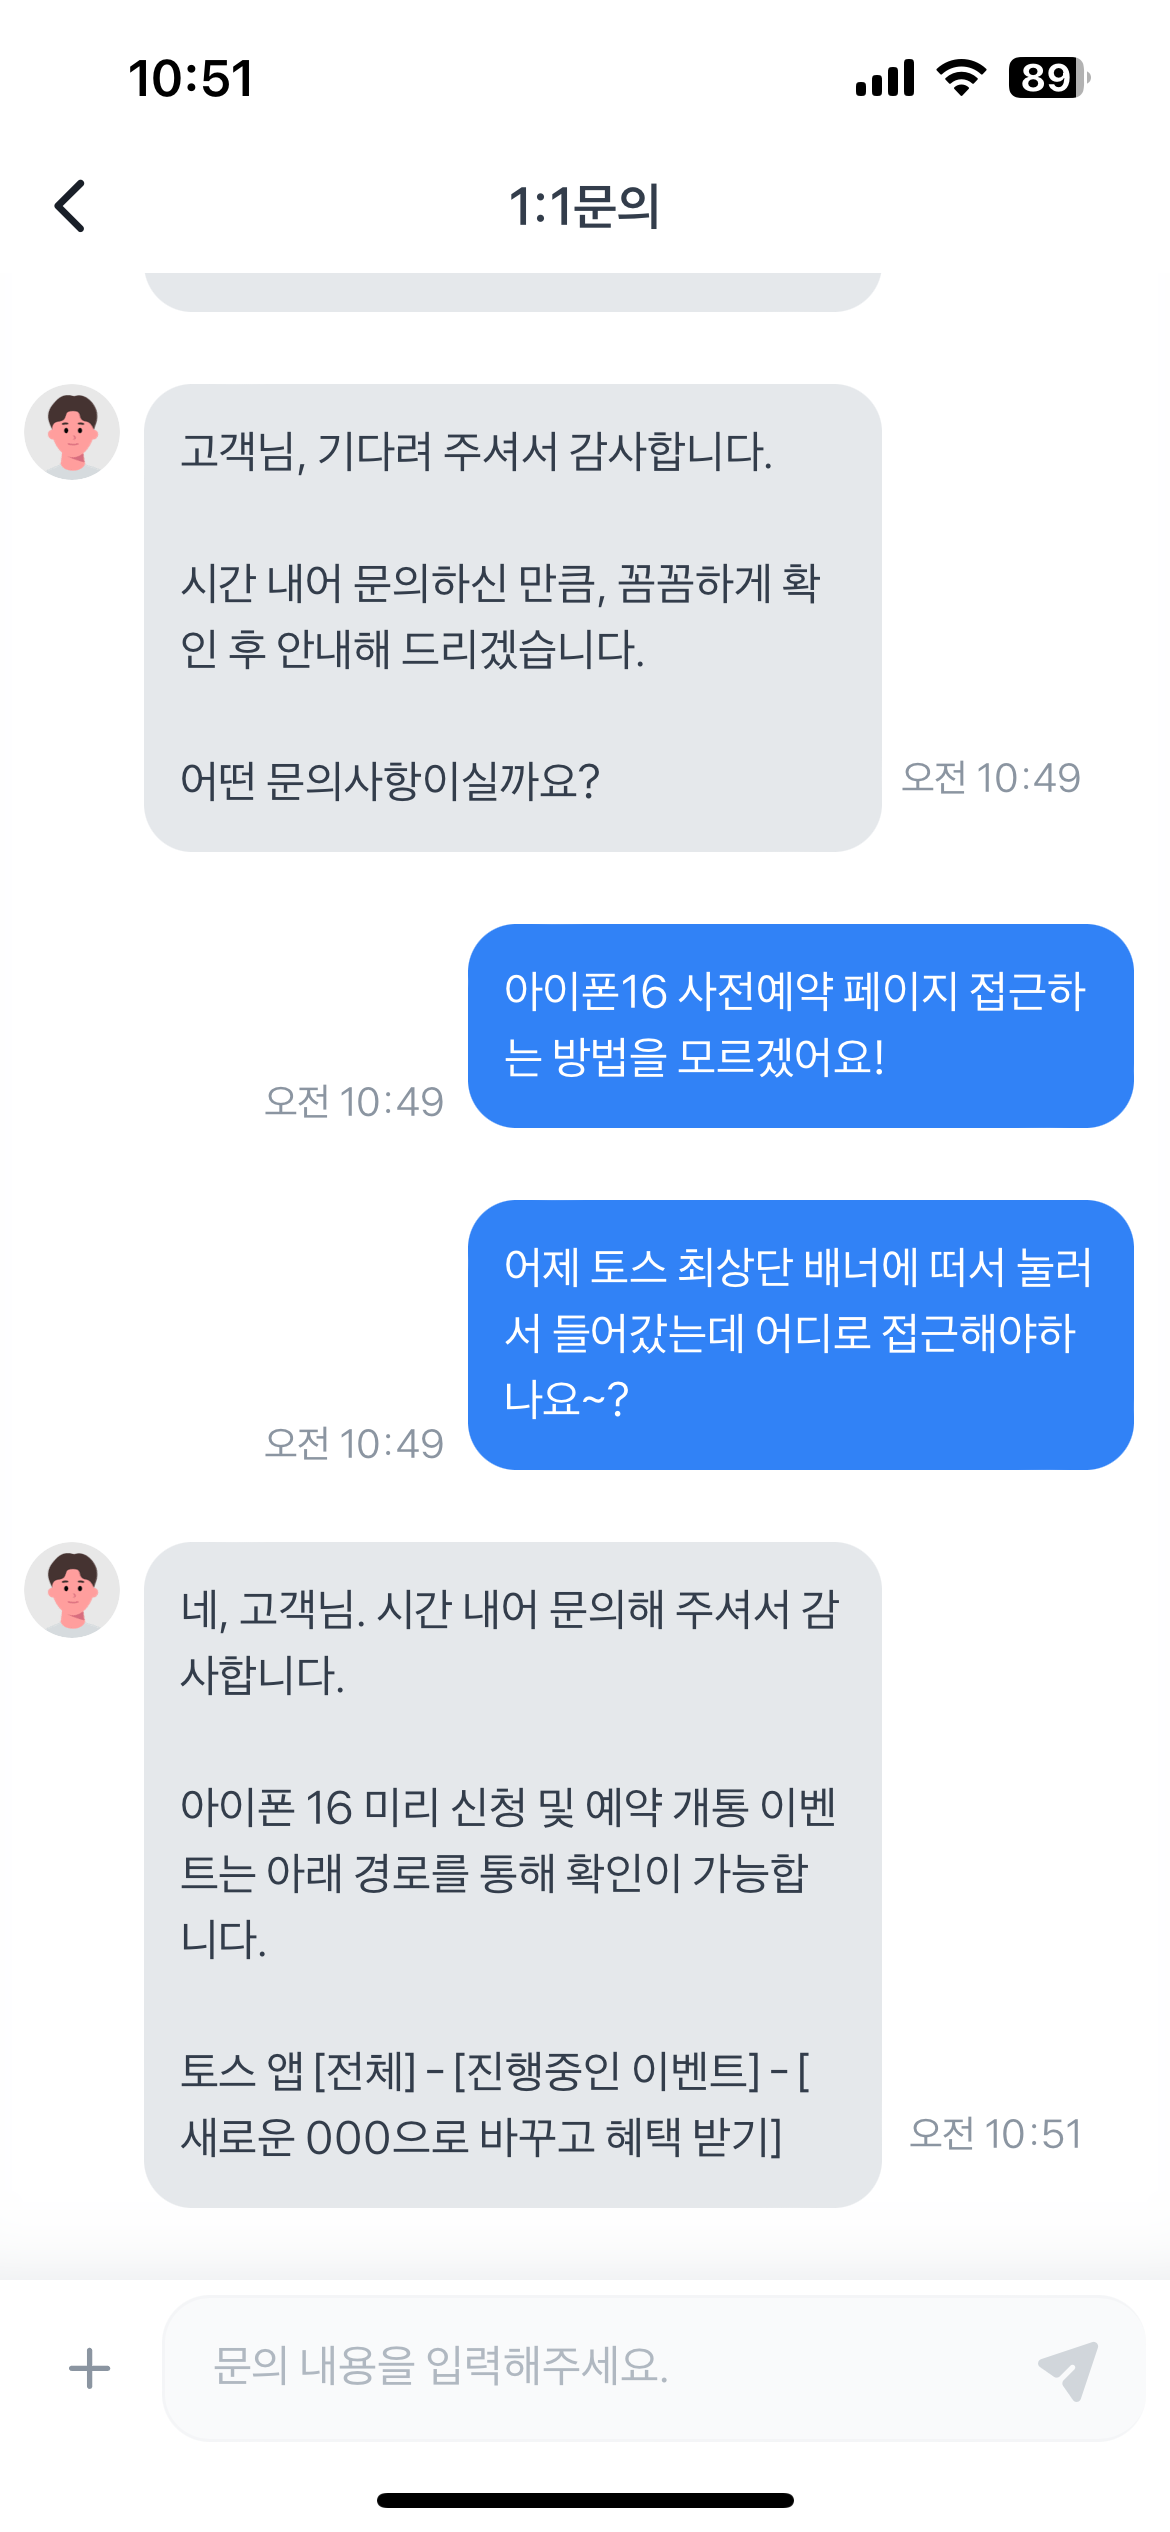 10:51
89
1:1문의
고객님, 기다려 주셔서 감사합니다.
시간 내어 문의하신 만큼, 꼼꼼하게 확
인 후 안내해 드리겠습니다.
어떤 문의사항이실까요?
오전 10:49
아이폰16 사전예약 페이지 접근하
는 방법을 모르겠어요!
오전 10:49
어제 토스 최상단 배너에 떠서 눌러
서 들어갔는데 어디로 접근해야하
나요~?
오전 10:49
네, 고객님. 시간 내어 문의해 주셔서 감
사합니다.
아이폰 16 미리 신청 및 예약 개통 이벤
트는 아래 경로를 통해 확인이 가능합
니다.
토스 앱 [전체] - [진행중인 이벤트] - [
새로운 000으로 바꾸고 혜택 받기]
오전 10:51
문의 내용을 입력해주세요.